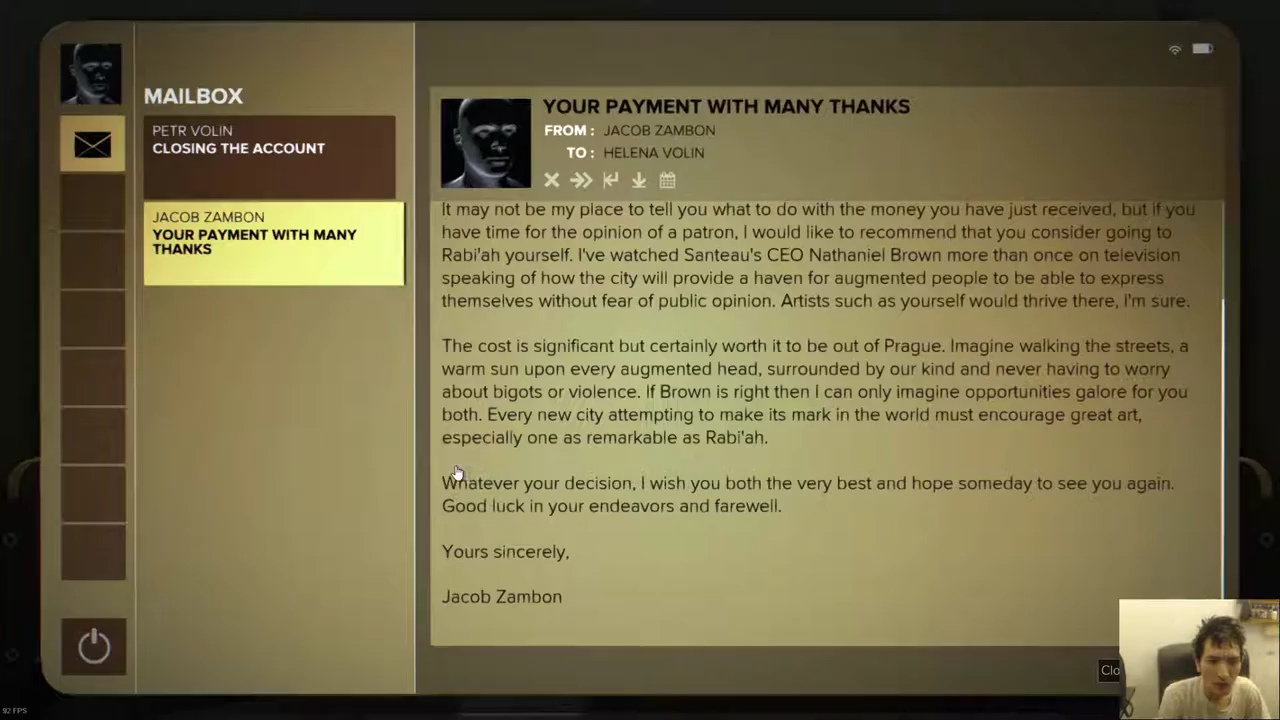 MAILBOX
PETR VOLIN
CLOSING THE ACCOUNT
JACOB ZAMBON
YOUR PAYMENT WITH MANY
THANKS
YOUR PAYMENT WITH MANY THANKS
FROM : JACOB ZAMBON
TO : HELENA VOLIN
It may not be my place to tell you what to do with the money you have just received, but if you
have time for the opinion of a patron, I would like to recommend that you consider going to
Rabi'ah yourself. I've watched Santeau's CEO Nathaniel Brown more than once on television
speaking of how the city will provide a haven for augmented people to be able to express
themselves without fear of public opinion. Artists such as yourself would thrive there, I'm sure.
The cost is significant but certainly worth it to be out of Prague. Imagine walking the streets, a
warm sun upon every augmented head, surrounded by our kind and never having to worry
about bigots or violence. If Brown is right then I can only imagine opportunities galore for you
both. Every new city attempting to make its mark in the world must encourage great art,
especially one as remarkable as Rabi'ah.
Whatever your decision, I wish you both the very best and hope someday to see you again.
Good luck in your endeavors and farewell.
Yours sincerely,
Jacob Zambon
Clo
92 FPS